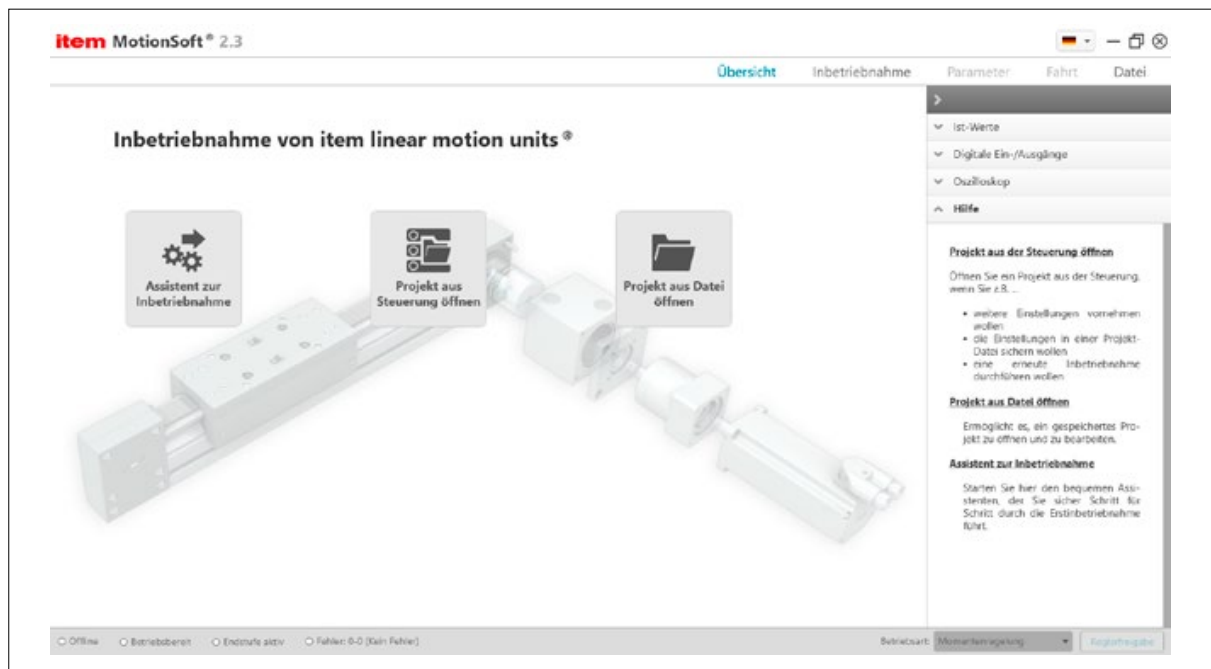 item MotionSoft® 2.3
Übersicht Inbetriebnahme Parameter Fahrt Datei
Inbetriebnahme von item linear motion units®
Assistent zur
Inbetriebnahme
Projekt aus
Steuerung öffnen
Projekt aus Datei
öffnen
Ist-Werte
Digitale Ein-/Ausgänge
Oszilloskop
Hilfe
Projekt aus der Steuerung öffnen
Öffnen Sie ein Projekt aus der Steuerung,
wenn Sie z.B. ...
• weitere Einstellungen vornehmen
wollen
• die Einstellungen in einer Projekt-
Datei sichern wollen
• eine erneute Inbetriebnahme
durchführen wollen
Projekt aus Datei öffnen
Ermöglicht es, ein gespeichertes Pro-
jekt zu öffnen und zu bearbeiten.
Assistent zur Inbetriebnahme
Starten Sie hier den bequemen Assi-
stenten, der Sie sicher Schritt für
Schritt durch die Erstinbetriebnahme
führt.
Offline Betriebsbereit Endstufe aktiv Fehler: 0-0 [Kein Fehler]
Betriebsart: Momentenregelung Reglerfreigabe